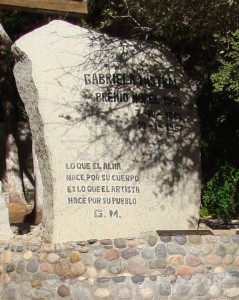 GABRIELA MISTRAL
PREMIO NOBEL
LO QUE EL ALMA
HACE POR SU CUERPO
ES LO QUE EL ARTISTA
HACE POR SU PUEBLO
G. M.